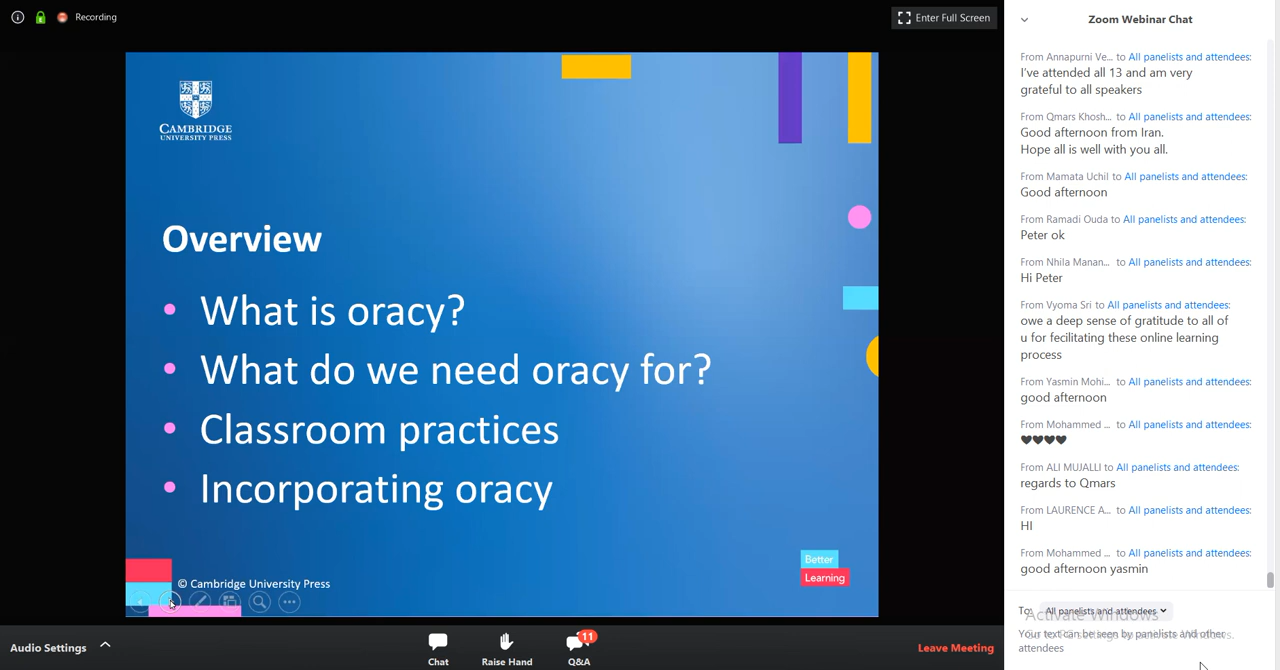 Recording
Enter Full Screen
CAMBRIDGE
UNIVERSITY PRESS
Overview
• What is oracy?
• What do we need oracy for?
• Classroom practices
• Incorporating oracy
© Cambridge University Press
Better
Learning
Audio Settings
Chat
Raise Hand
11
Q&A
Leave Meeting
Zoom Webinar Chat
From Annapurni Ve... to All panelists and attendees:
I've attended all 13 and am very
grateful to all speakers
From Qmars Khosh... to All panelists and attendees:
Good afternoon from Iran.
Hope all is well with you all.
From Mamata Uchil to All panelists and attendees:
Good afternoon
From Ramadi Ouda to All panelists and attendees:
Peter ok
From Nhila Manan... to All panelists and attendees:
Hi Peter
From Vyoma Sri to All panelists and attendees:
owe a deep sense of gratitude to all of
u for fecilitating these online learning
process
From Yasmin Mohi... to All panelists and attendees:
good afternoon
From Mohammed ... to All panelists and attendees:
♥♥♥♥
From ALI MUJALLI to All panelists and attendees:
regards to Qmars
From LAURENCE A... to All panelists and attendees:
HI
From Mohammed ... to All panelists and attendees:
good afternoon yasmin
To: All panelists and attendees
Activate Windows
Your text can be seen by panelists and other
attendees